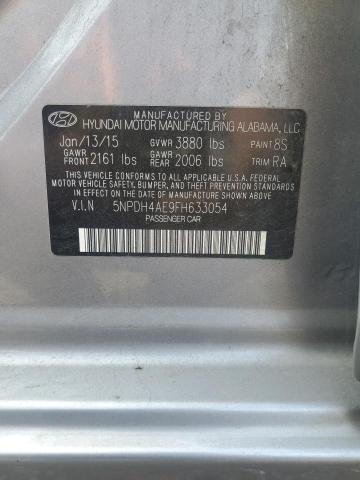 MANUFACTURED BY
HYUNDAI MOTOR MANUFACTURING ALABAMA, LLC
Jan/13/15 GVWR 3880 lbs PAINT 8S
GAWR FRONT 2161 lbs GAWR REAR 2006 lbs TRIM RA
THIS VEHICLE CONFORMS TO ALL APPLICABLE U.S.A. FEDERAL
MOTOR VEHICLE SAFETY, BUMPER, AND THEFT PREVENTION STANDARDS
IN EFFECT ON THE DATE OF MANUFACTURE SHOWN ABOVE.
V.I.N 5NPDH4AE9FH633054
PASSENGER CAR